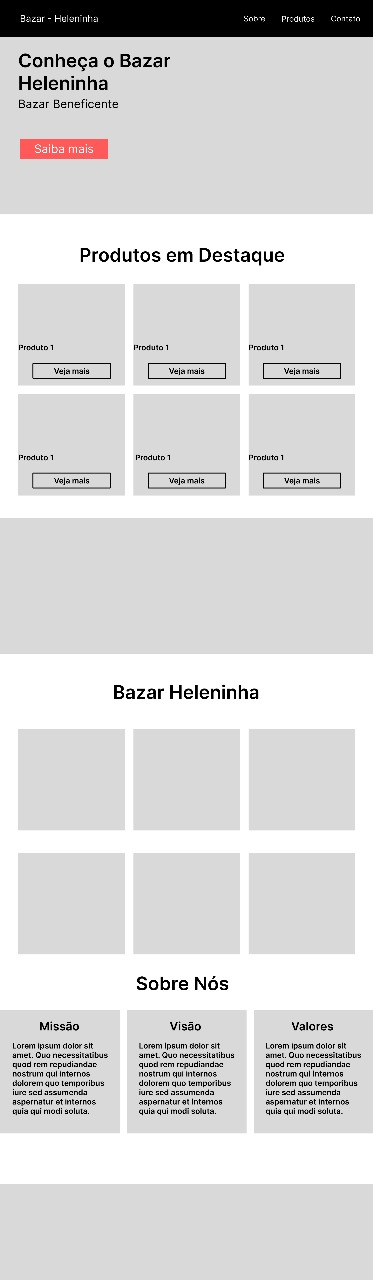 Bazar - Heleninha
Sobre Produtos Contato
Conheça o Bazar
Heleninha
Bazar Beneficente
Saiba mais
Produtos em Destaque
Produto 1 Produto 1 Produto 1
Veja mais Veja mais Veja mais
Produto 1 Produto 1 Produto 1
Veja mais Veja mais Veja mais
Bazar Heleninha
Sobre Nós
Missão
Lorem ipsum dolor sit
amet. Quo necessitatibus
quod rem repudiandae
nostrum qui internos
dolorem quo temporibus
iure sed assumenda
aspernatur et internos
quia qui modi soluta.
Visão
Lorem ipsum dolor sit
amet. Quo necessitatibus
quod rem repudiandae
nostrum qui internos
dolorem quo temporibus
iure sed assumenda
aspernatur et internos
quia qui modi soluta.
Valores
Lorem ipsum dolor sit
amet. Quo necessitatibus
quod rem repudiandae
nostrum qui internos
dolorem quo temporibus
iure sed assumenda
aspernatur et internos
quia qui modi soluta.